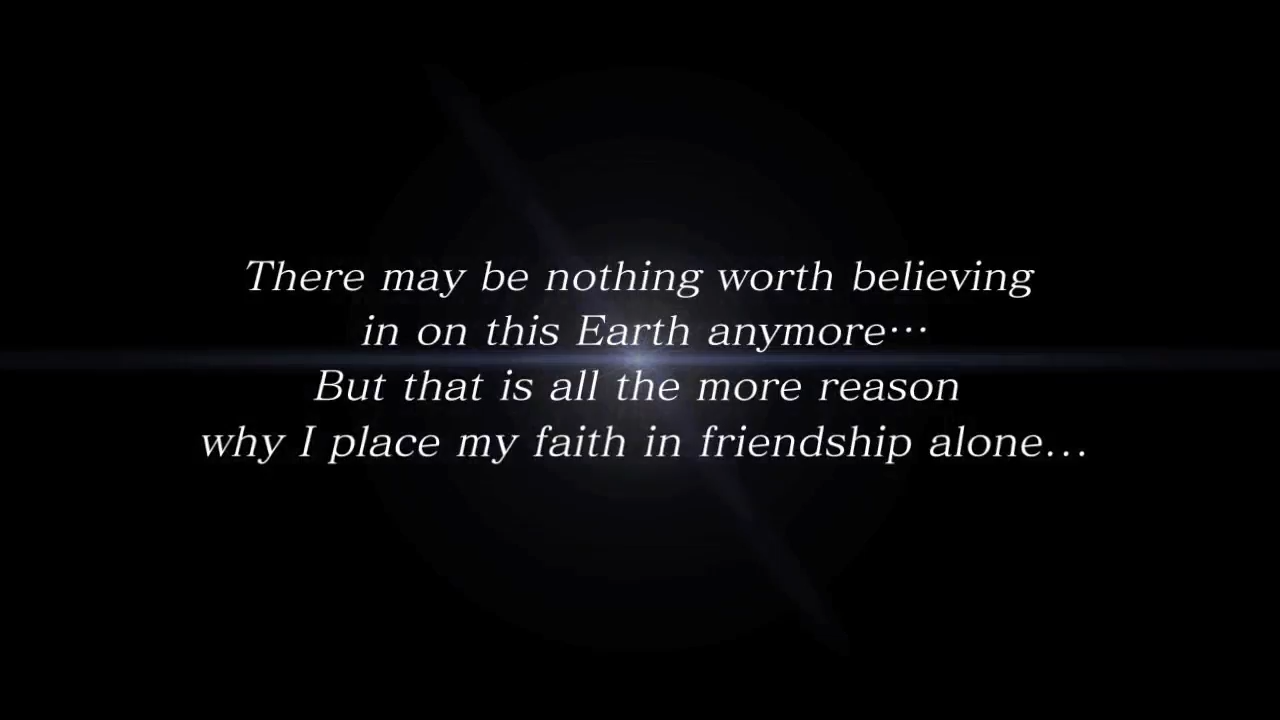 There may be nothing worth believing
in on this Earth anymore⋯
But that is all the more reason
why I place my faith in friendship alone...